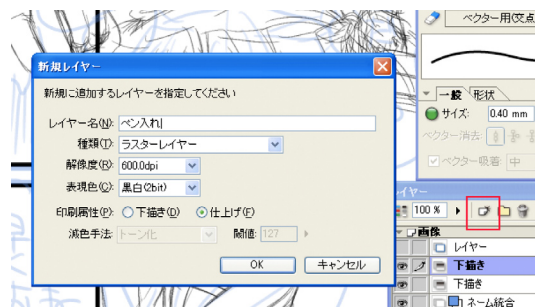 ベクター用(交点
新規レイヤー
新規に追加するレイヤーを指定してください
レイヤー名(N): ペン入れ
種類(T): ラスターレイヤー
解像度(R): 600.0dpi
表現色(C): 黒白(2bit)
印刷属性(P): 下描き(D) 仕上げ(F)
減色手法: トーン化 閾値: 127
OK キャンセル
一般 形状
サイズ: 0.40 mm
ベクター消去:
ベクター吸着 中
イヤー
100 %
画像
レイヤー
下描き
下描き
ネーム統合